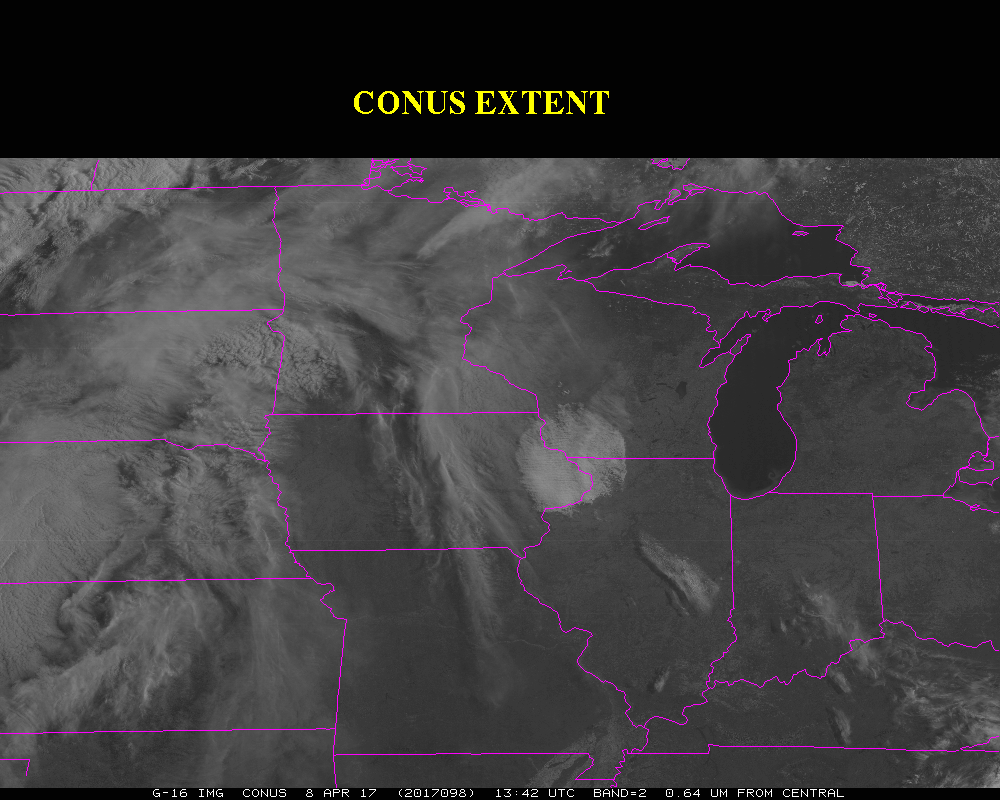 CONUS EXTENT
G-16 IMG CONUS 8 APR 17 (2017098) 13:42 UTC BAND=2 0.64 UM FROM CENTRAL